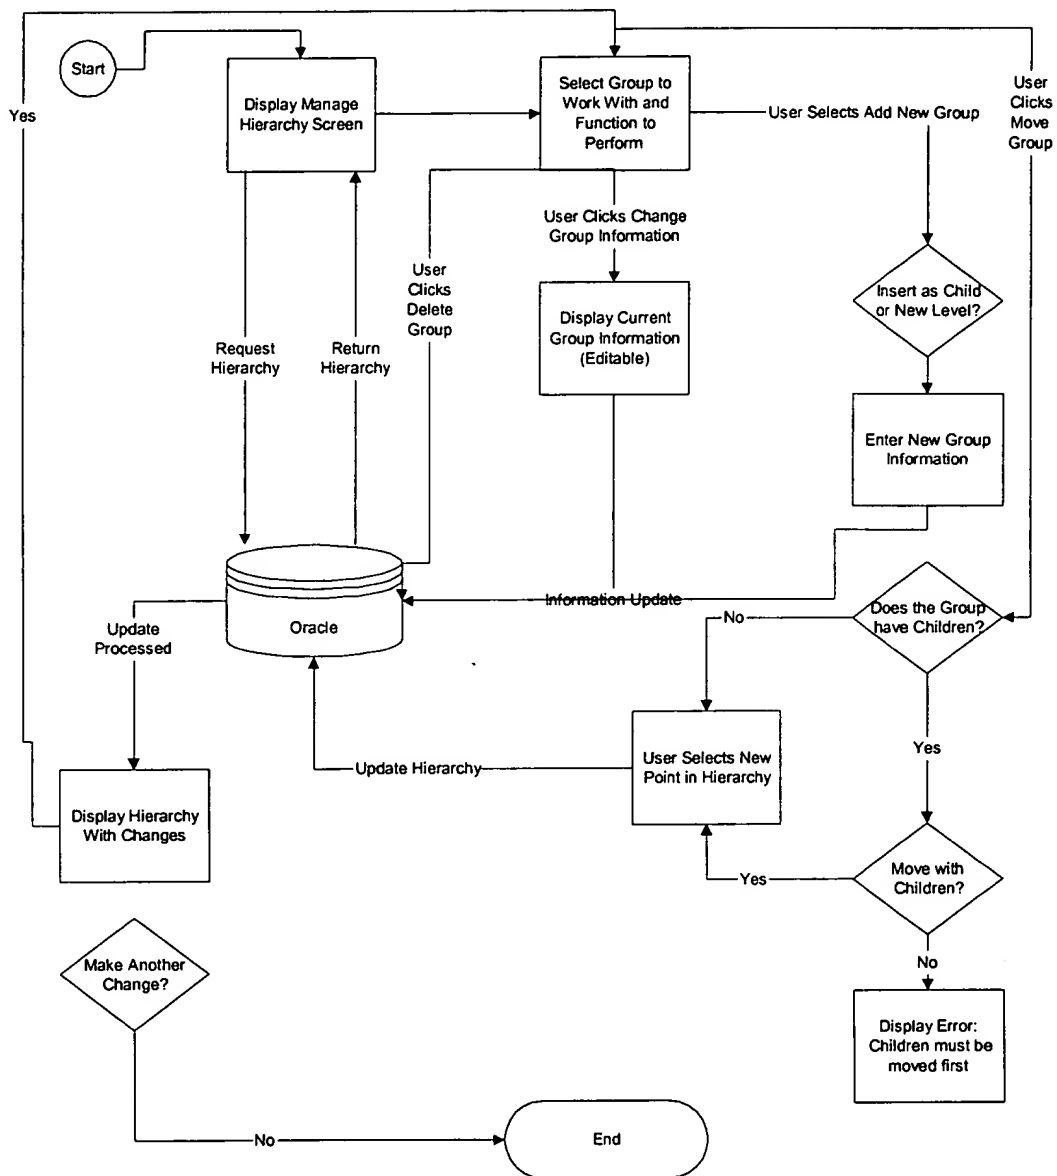 Start
Display Manage
Hierarchy Screen
Select Group to
Work With and
Function to
Perform
User Selects Add New Group
User
Clicks
Move
Group
Yes
User Clicks Change
Group Information
User
Clicks
Delete
Group
Insert as Child
or New Level?
Display Current
Group Information
(Editable)
Request
Hierarchy
Return
Hierarchy
Enter New Group
Information
Information Update
Oracle
Update
Processed
No
Does the Group
have Children?
Yes
User Selects New
Point in Hierarchy
Update Hierarchy
Display Hierarchy
With Changes
Yes
Move with
Children?
No
Make Another
Change?
Display Error:
Children must be
moved first
No
End